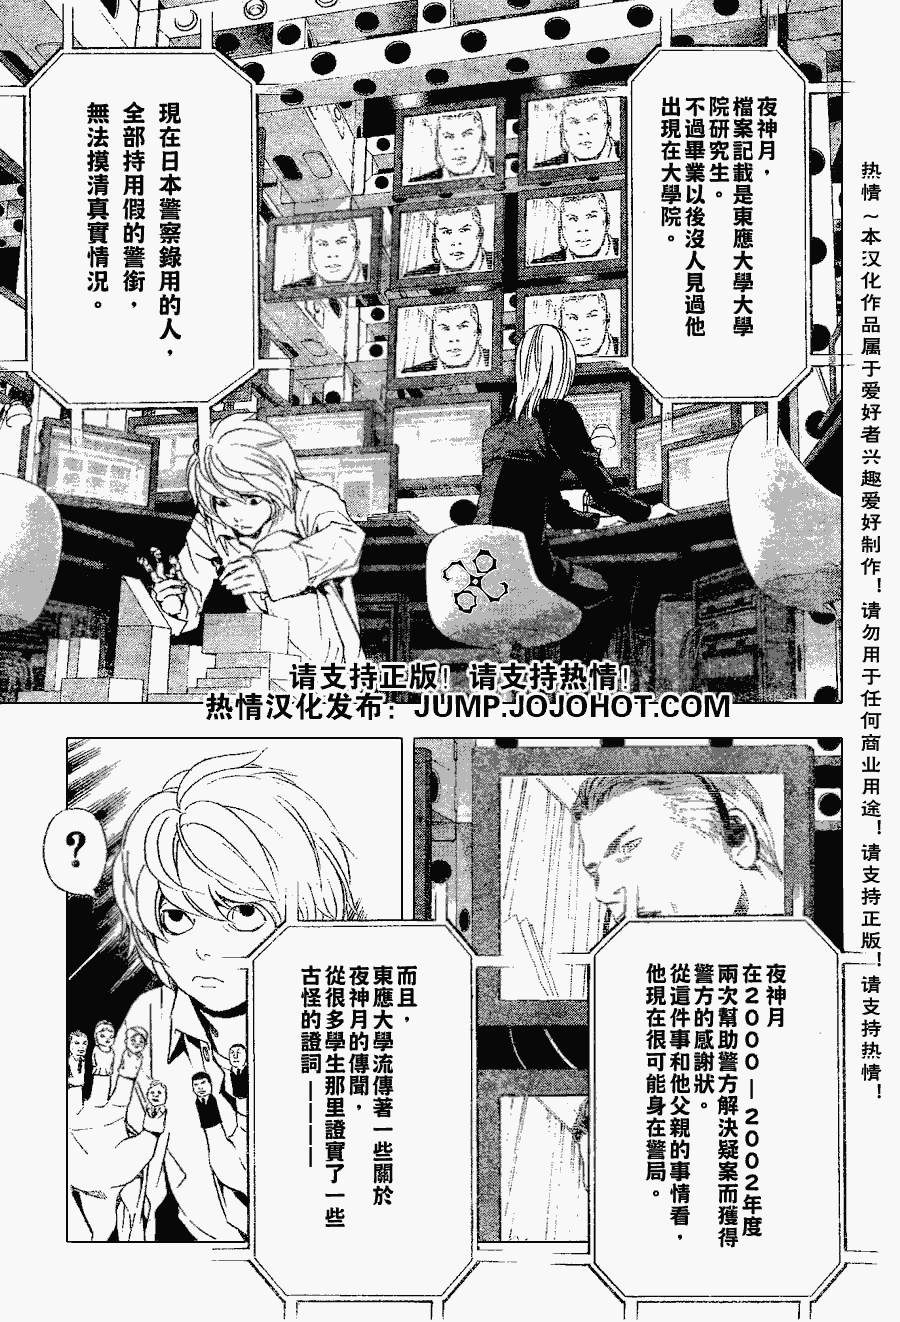 夜神月，
檔案記載是東應大學大學
院研究生。
不過畢業以後沒人見過他
出現在大學院。
現在日本警察錄用的人，
全部持用假的警銜，
無法摸清真實情況。
请支持正版！请支持热情！
热情汉化发布：JUMP.JOJOHOT.COM
夜神月
在2000—2002年度
兩次幫助警方解決疑案而獲得
警方的感謝狀。
從這件事和他父親的事情看，
他現在很可能身在警局。
而且，
東應大學流傳著一些關於
夜神月的傳聞，
從很多學生那里證實了一些
古怪的證詞————
?
热情~本汉化作品属于爱好者兴趣爱好制作！请勿用于任何商业用途！请支持正版！请支持热情！